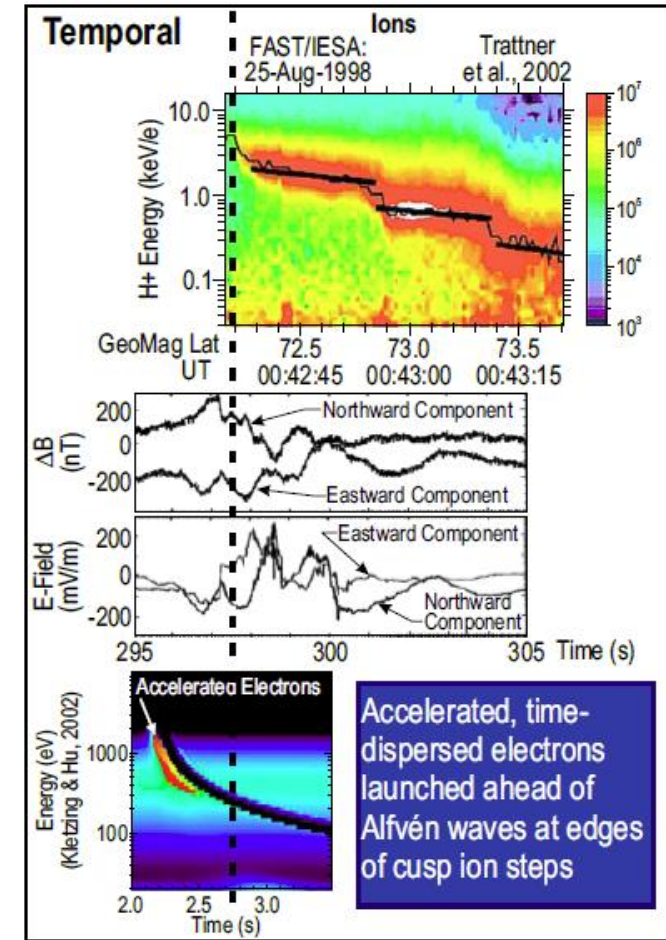 Temporal
Ions
FAST/IESA: Trattner
25-Aug-1998 et al., 2002
H+ Energy (keV/e)
10.0
1.0
0.1
10⁷
10⁶
10⁵
10⁴
10³
GeoMag Lat 72.5 73.0 73.5
UT 00:42:45 00:43:00 00:43:15
ΔB
(nT)
200
0
-200
Northward Component
Eastward Component
E-Field
(mV/m)
200
0
-200
Eastward Component
Northward
Component
295 300 305 Time (s)
Accelerated Electrons
Energy (eV)
(Kletzing & Hu, 2002)
1000
100
2.0 2.5 3.0
Time (s)
Accelerated, time-
dispersed electrons
launched ahead of
Alfvén waves at edges
of cusp ion steps